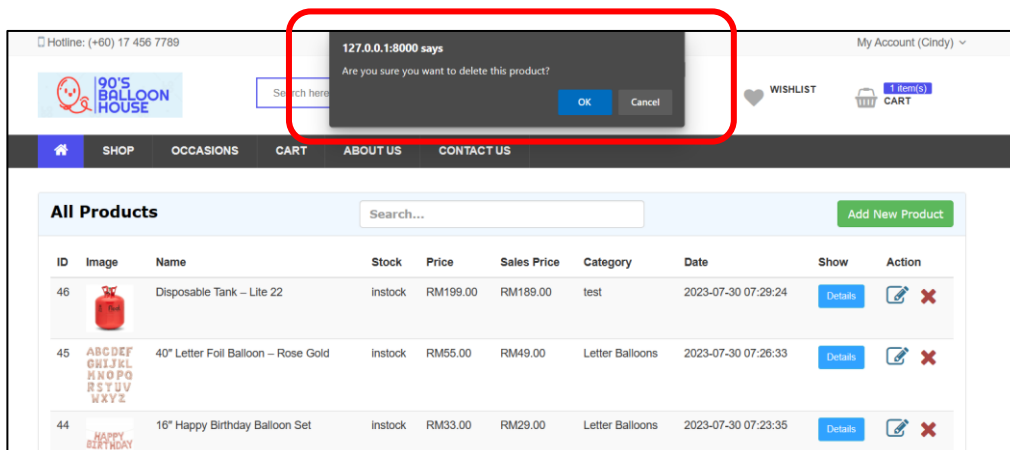 Hotline: (+60) 17 456 7789
My Account (Cindy)
127.0.0.1:8000 says
Are you sure you want to delete this product?
OK Cancel
90'S
BALLOON
HOUSE
Search here
WISHLIST
1 item(s)
CART
SHOP OCCASIONS CART ABOUT US CONTACT US
All Products
Search...
Add New Product
ID Image Name Stock Price Sales Price Category Date Show Action
46 Disposable Tank – Lite 22 instock RM199.00 RM189.00 test 2023-07-30 07:29:24 Details
45 40″ Letter Foil Balloon – Rose Gold instock RM55.00 RM49.00 Letter Balloons 2023-07-30 07:26:33 Details
ABCDEF
GHIJKL
MNOPQ
RSTUV
WXYZ
44 16″ Happy Birthday Balloon Set instock RM33.00 RM29.00 Letter Balloons 2023-07-30 07:23:35 Details
HAPPY
BIRTHDAY